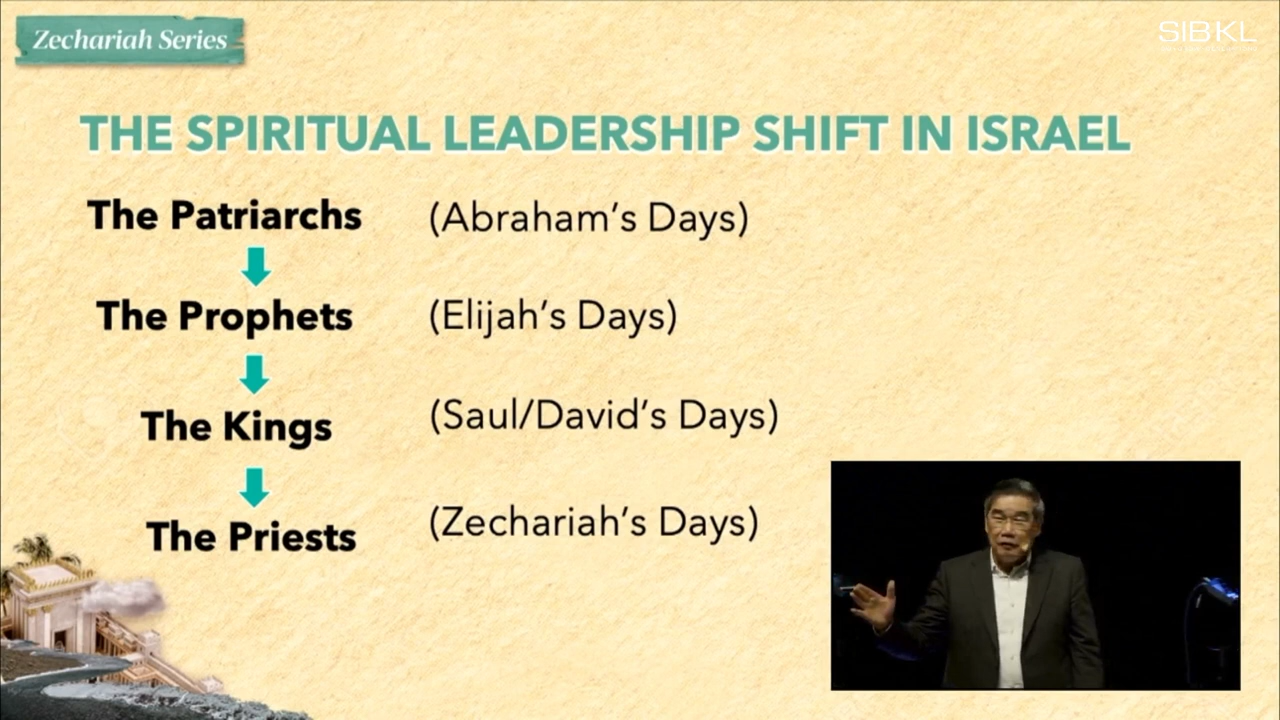 Zechariah Series
SIBKL
THE SPIRITUAL LEADERSHIP SHIFT IN ISRAEL
The Patriarchs (Abraham's Days)
The Prophets (Elijah's Days)
The Kings (Saul/David's Days)
The Priests (Zechariah's Days)